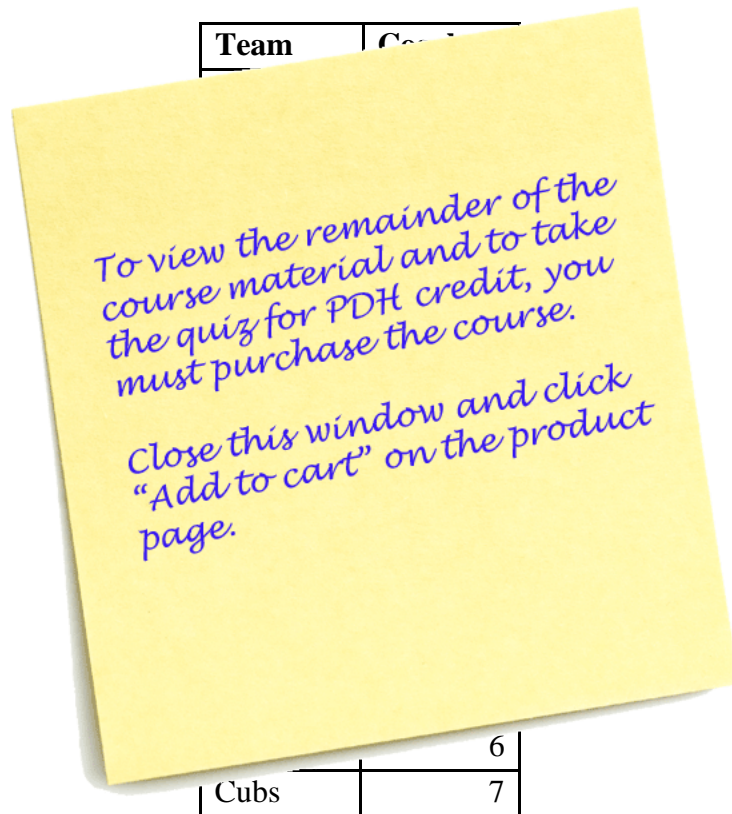 Team
To view the remainder of the
course material and to take
the quiz for PDH credit, you
must purchase the course.
Close this window and click
“Add to cart” on the product
page.
6
Cubs 7